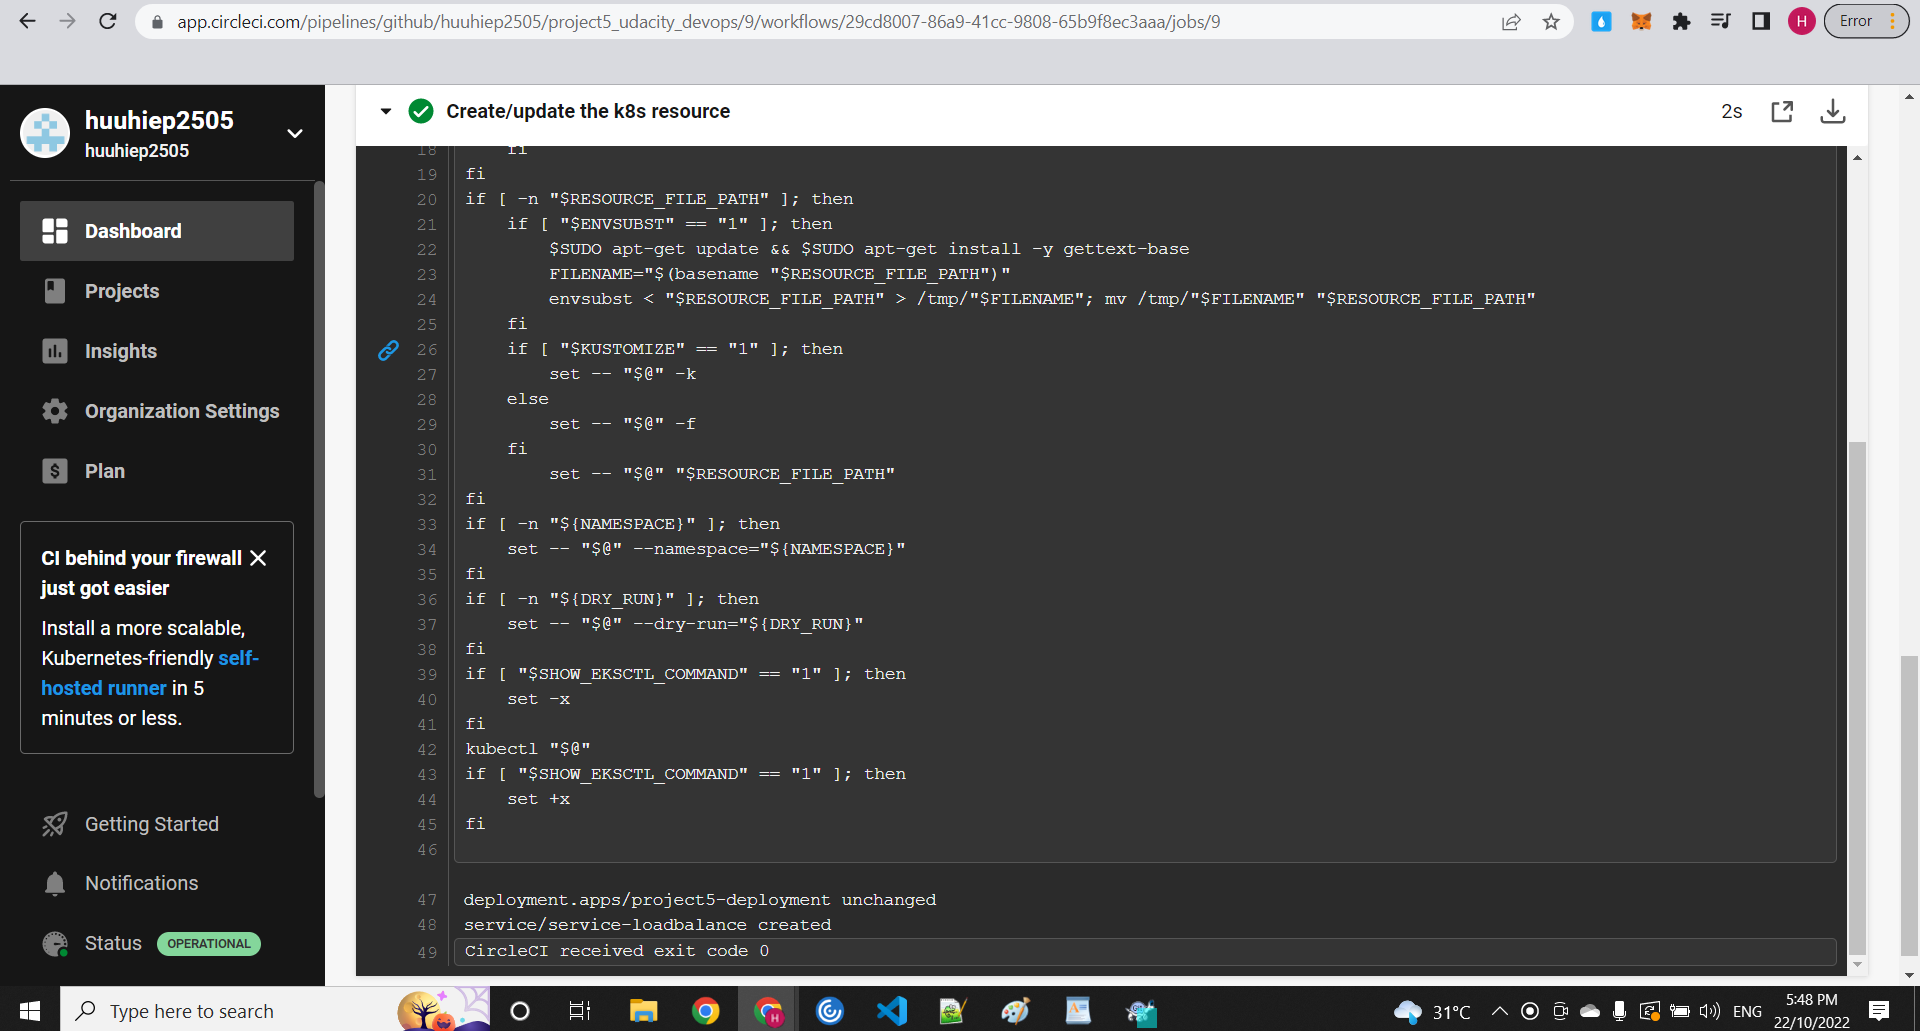 app.circleci.com/pipelines/github/huuhiep2505/project5_udacity_devops/9/workflows/29cd8007-86a9-41cc-9808-65b9f8ec3aaa/jobs/9
H
Error
huuhiep2505
huuhiep2505
Dashboard
Projects
Insights
Organization Settings
Plan
CI behind your firewall
just got easier
Install a more scalable,
Kubernetes-friendly self-
hosted runner in 5
minutes or less.
Getting Started
Notifications
Status OPERATIONAL
Create/update the k8s resource
2s
18 fi
19 fi
20 if [ -n "$RESOURCE_FILE_PATH" ]; then
21 if [ "$ENVSUBST" == "1" ]; then
22 $SUDO apt-get update && $SUDO apt-get install -y gettext-base
23 FILENAME="$(basename "$RESOURCE_FILE_PATH")"
24 envsubst < "$RESOURCE_FILE_PATH" > /tmp/"$FILENAME"; mv /tmp/"$FILENAME" "$RESOURCE_FILE_PATH"
25 fi
26 if [ "$KUSTOMIZE" == "1" ]; then
27 set -- "$@" -k
28 else
29 set -- "$@" -f
30 fi
31 set -- "$@" "$RESOURCE_FILE_PATH"
32 fi
33 if [ -n "${NAMESPACE}" ]; then
34 set -- "$@" --namespace="${NAMESPACE}"
35 fi
36 if [ -n "${DRY_RUN}" ]; then
37 set -- "$@" --dry-run="${DRY_RUN}"
38 fi
39 if [ "$SHOW_EKSCTL_COMMAND" == "1" ]; then
40 set -x
41 fi
42 kubectl "$@"
43 if [ "$SHOW_EKSCTL_COMMAND" == "1" ]; then
44 set +x
45 fi
46
47 deployment.apps/project5-deployment unchanged
48 service/service-loadbalance created
49 CircleCI received exit code 0
Type here to search
H
31°C
ENG
5:48 PM
22/10/2022